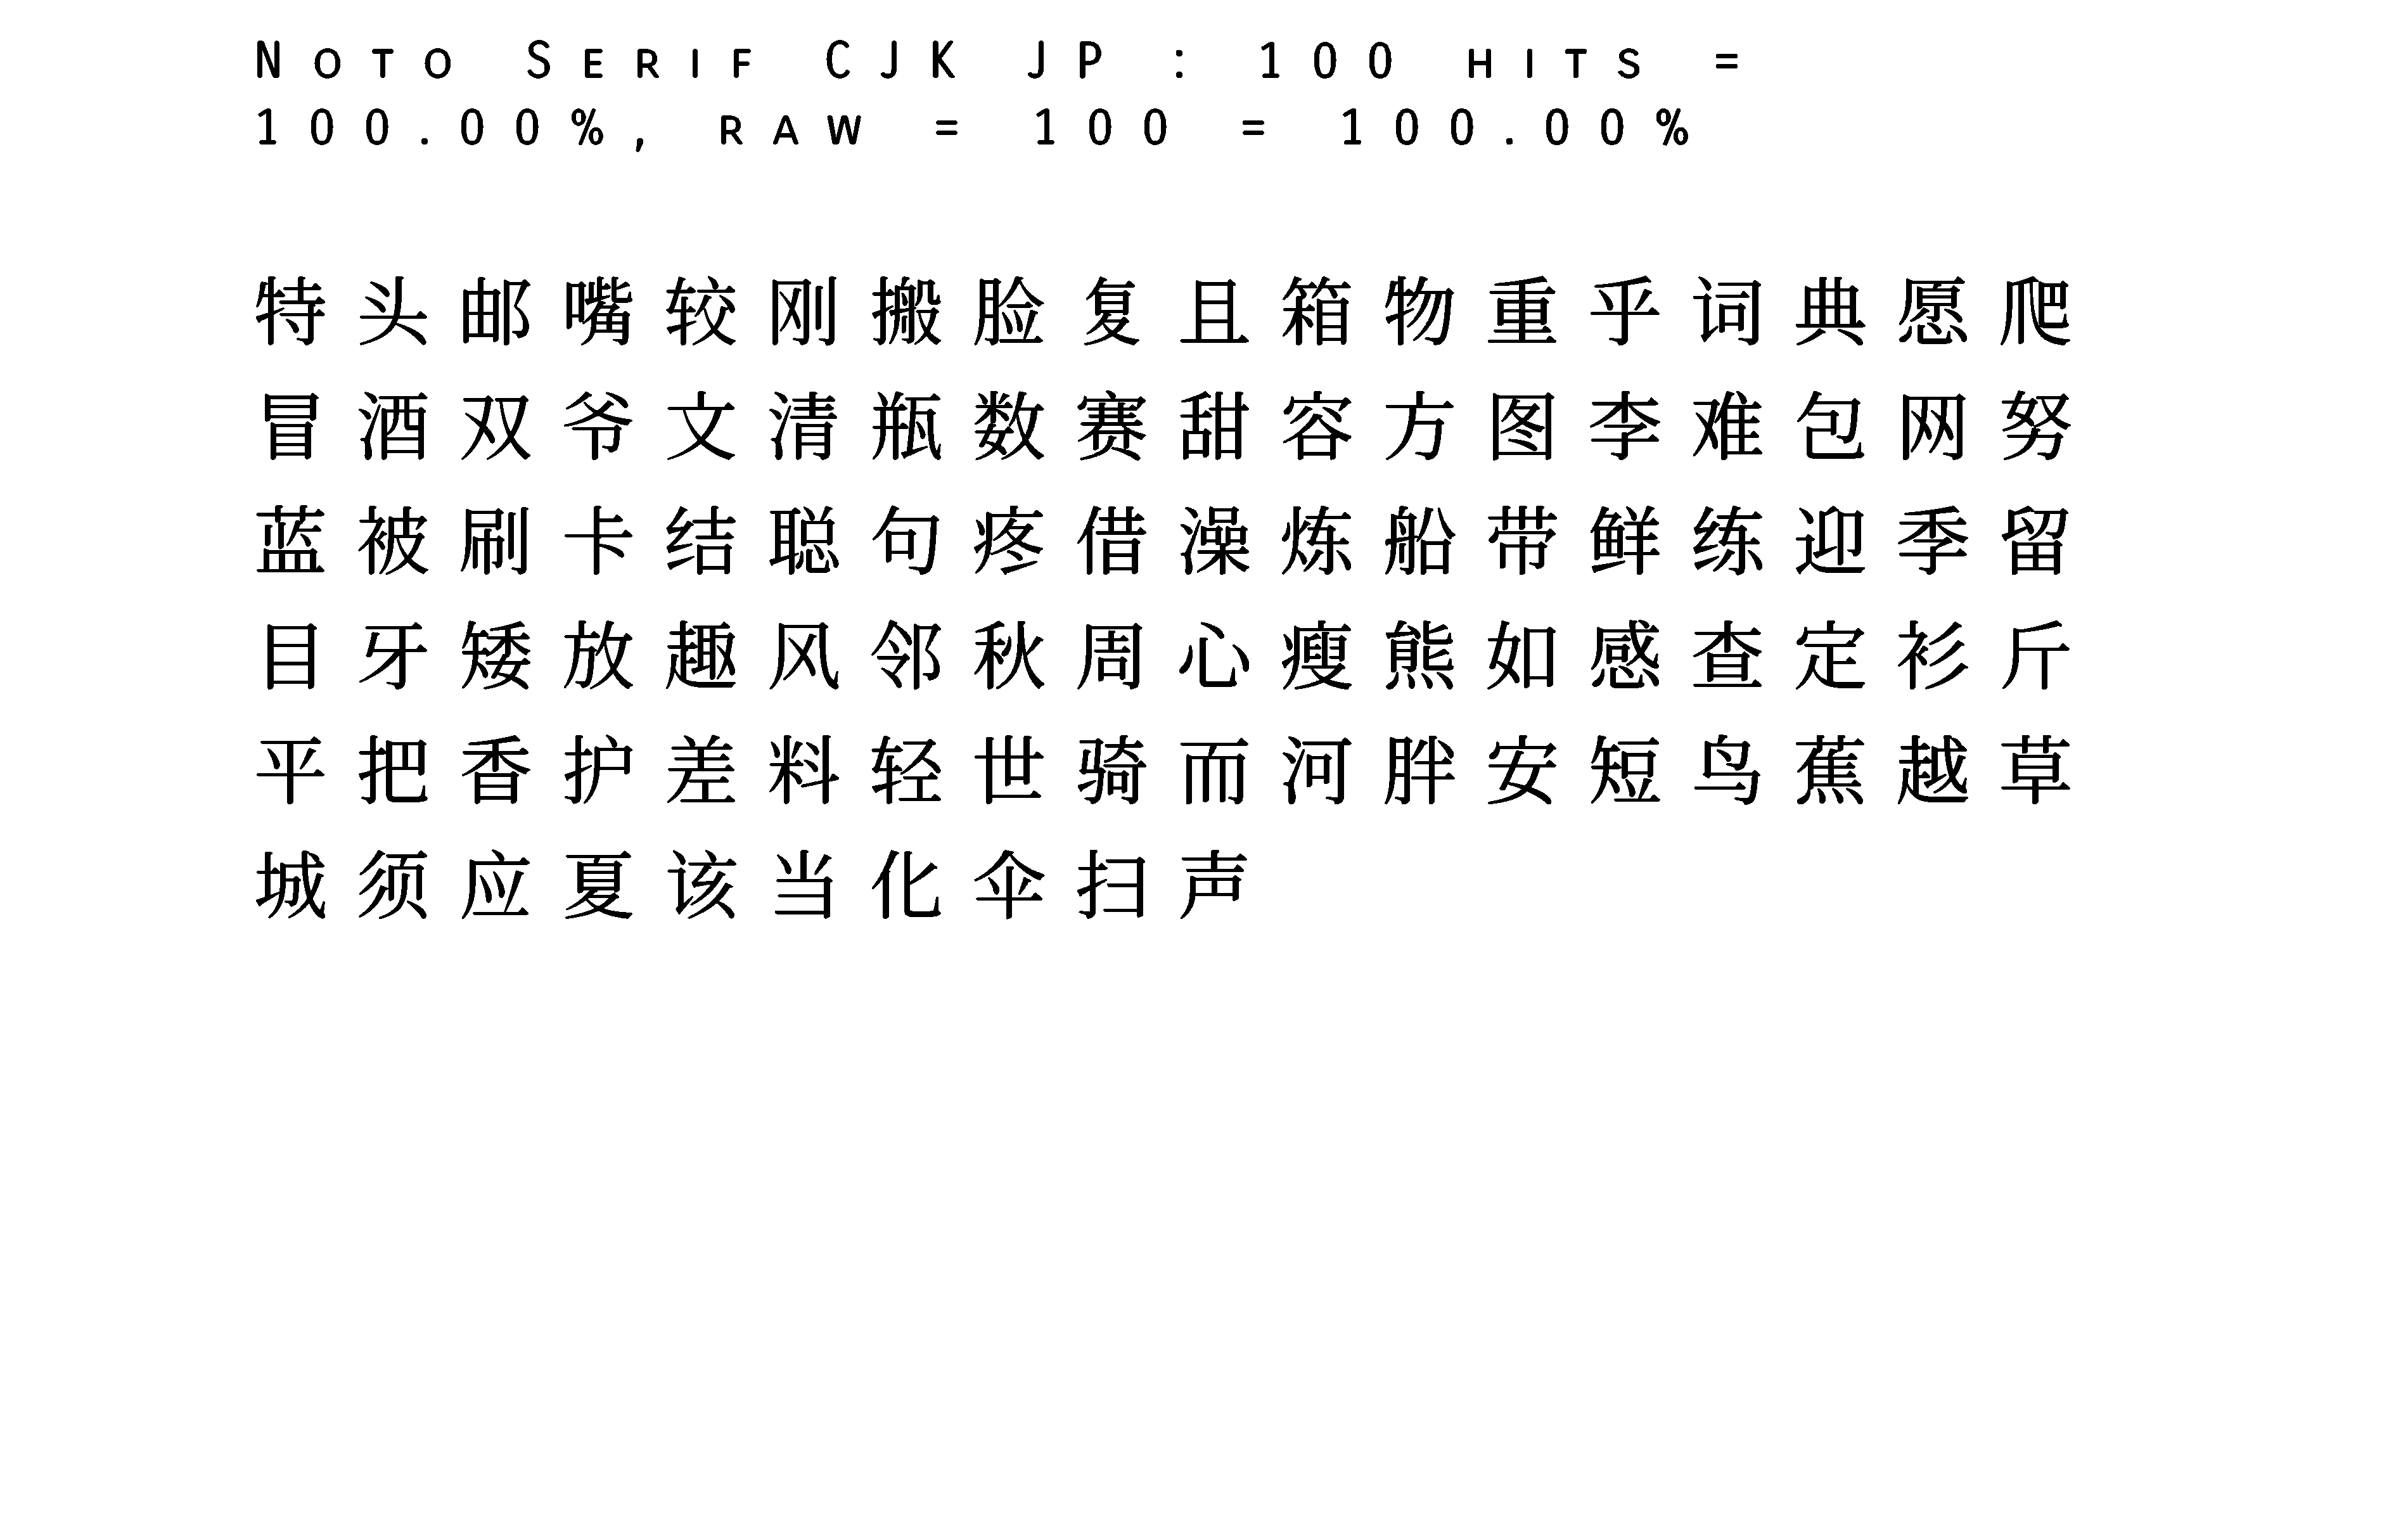 Noto Serif CJK JP : 100 hits =
100.00%, raw = 100 = 100.00%
特头邮嘴较刚搬脸复且箱物重乎词典愿爬
冒酒双爷文清瓶数赛甜容方图李难包网努
蓝被刷卡结聪句疼借澡炼船带鲜练迎季留
目牙矮放趣风邻秋周心瘦熊如感查定衫斤
平把香护差料轻世骑而河胖安短鸟蕉越草
城须应夏该当化伞扫声